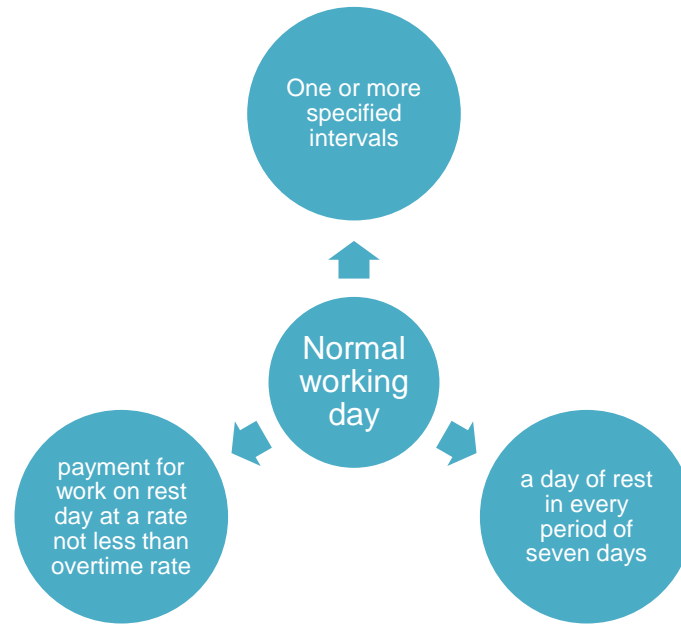 One or more
specified
intervals
Normal
working
day
payment for
work on rest
day at a rate
not less than
overtime rate
a day of rest
in every
period of
seven days